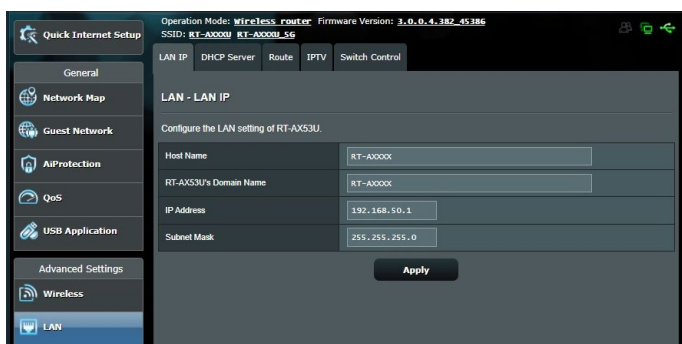 Quick Internet Setup
General
Network Map
Guest Network
AiProtection
QoS
USB Application
Advanced Settings
Wireless
LAN
Operation Mode: Wireless router Firmware Version: 3.0.0.4.382_45386
SSID: RT-AXXXU RT-AXXXU_5G
LAN IP DHCP Server Route IPTV Switch Control
LAN - LAN IP
Configure the LAN setting of RT-AX53U.
Host Name RT-AXXXX
RT-AX53U's Domain Name RT-AXXXX
IP Address 192.168.50.1
Subnet Mask 255.255.255.0
Apply